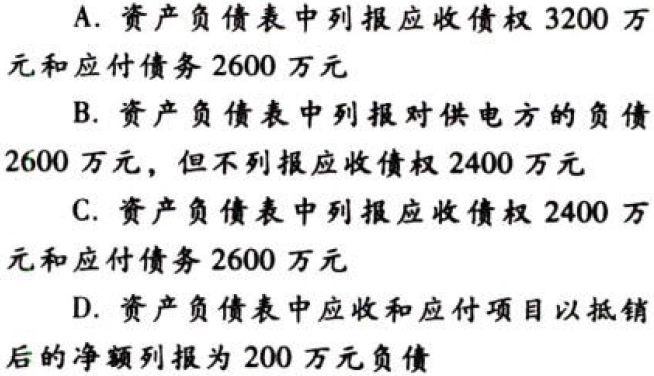 A. 资产负债表中列报应收债权 3200 万
元和应付债务 2600 万元
B. 资产负债表中列报对供电方的负债
2600 万元，但不列报应收债权 2400 万元
C. 资产负债表中列报应收债权 2400 万
元和应付债务 2600 万元
D. 资产负债表中应收和应付项目以抵销
后的净额列报为 200 万元负债